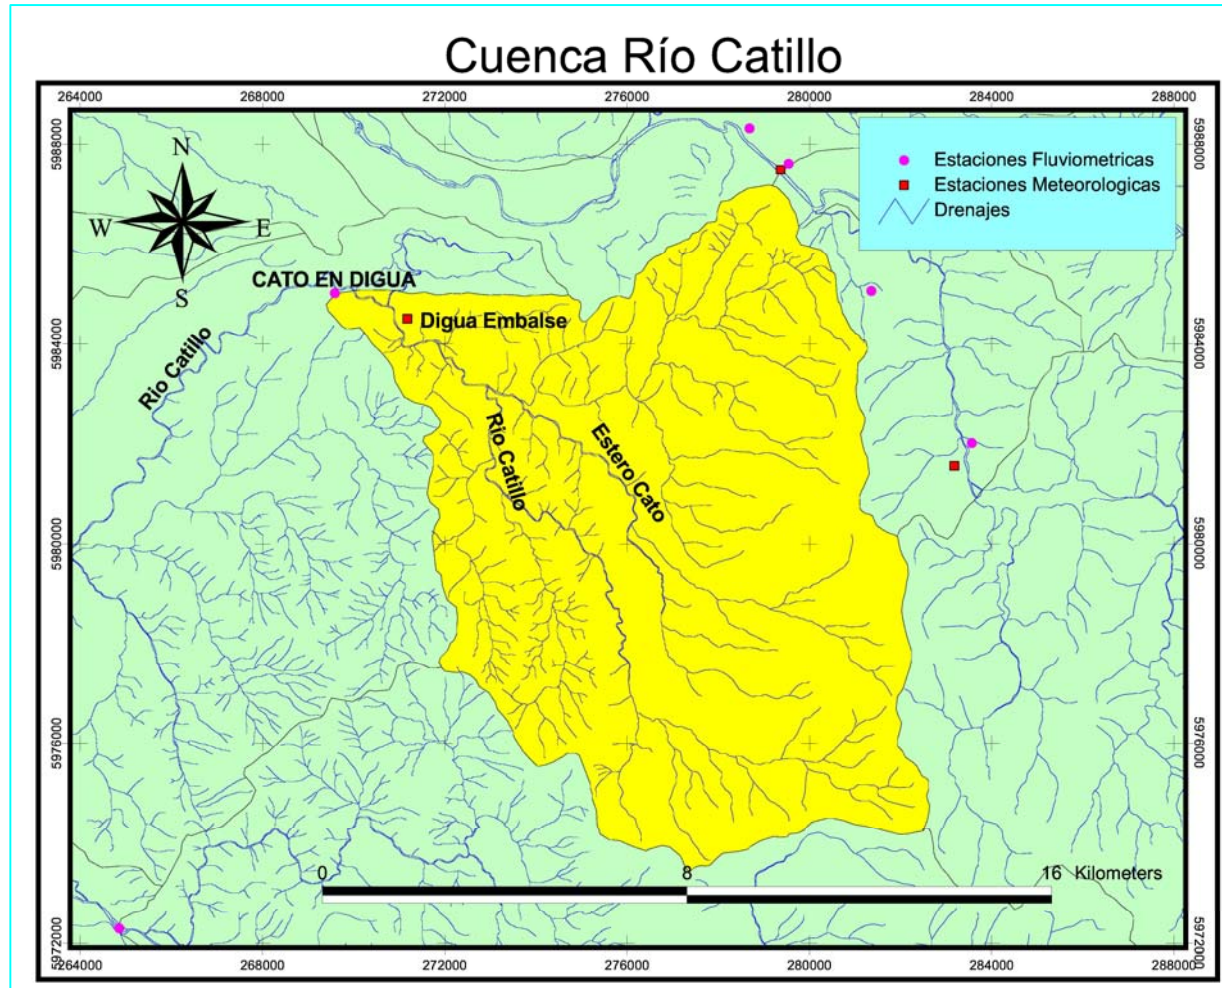 Cuenca Río Catillo
264000 268000 272000 276000 280000 284000 288000
5988000 5988000
N
W E
S
Estaciones Fluviometricas
Estaciones Meteorologicas
Drenajes
CATO EN DIGUA
Digua Embalse
5984000 5984000
Rio Catillo
Rio Catillo
Estero Cato
5980000 5980000
5976000 5976000
0 8 16 Kilometers
5972000 5972000
264000 268000 272000 276000 280000 284000 288000